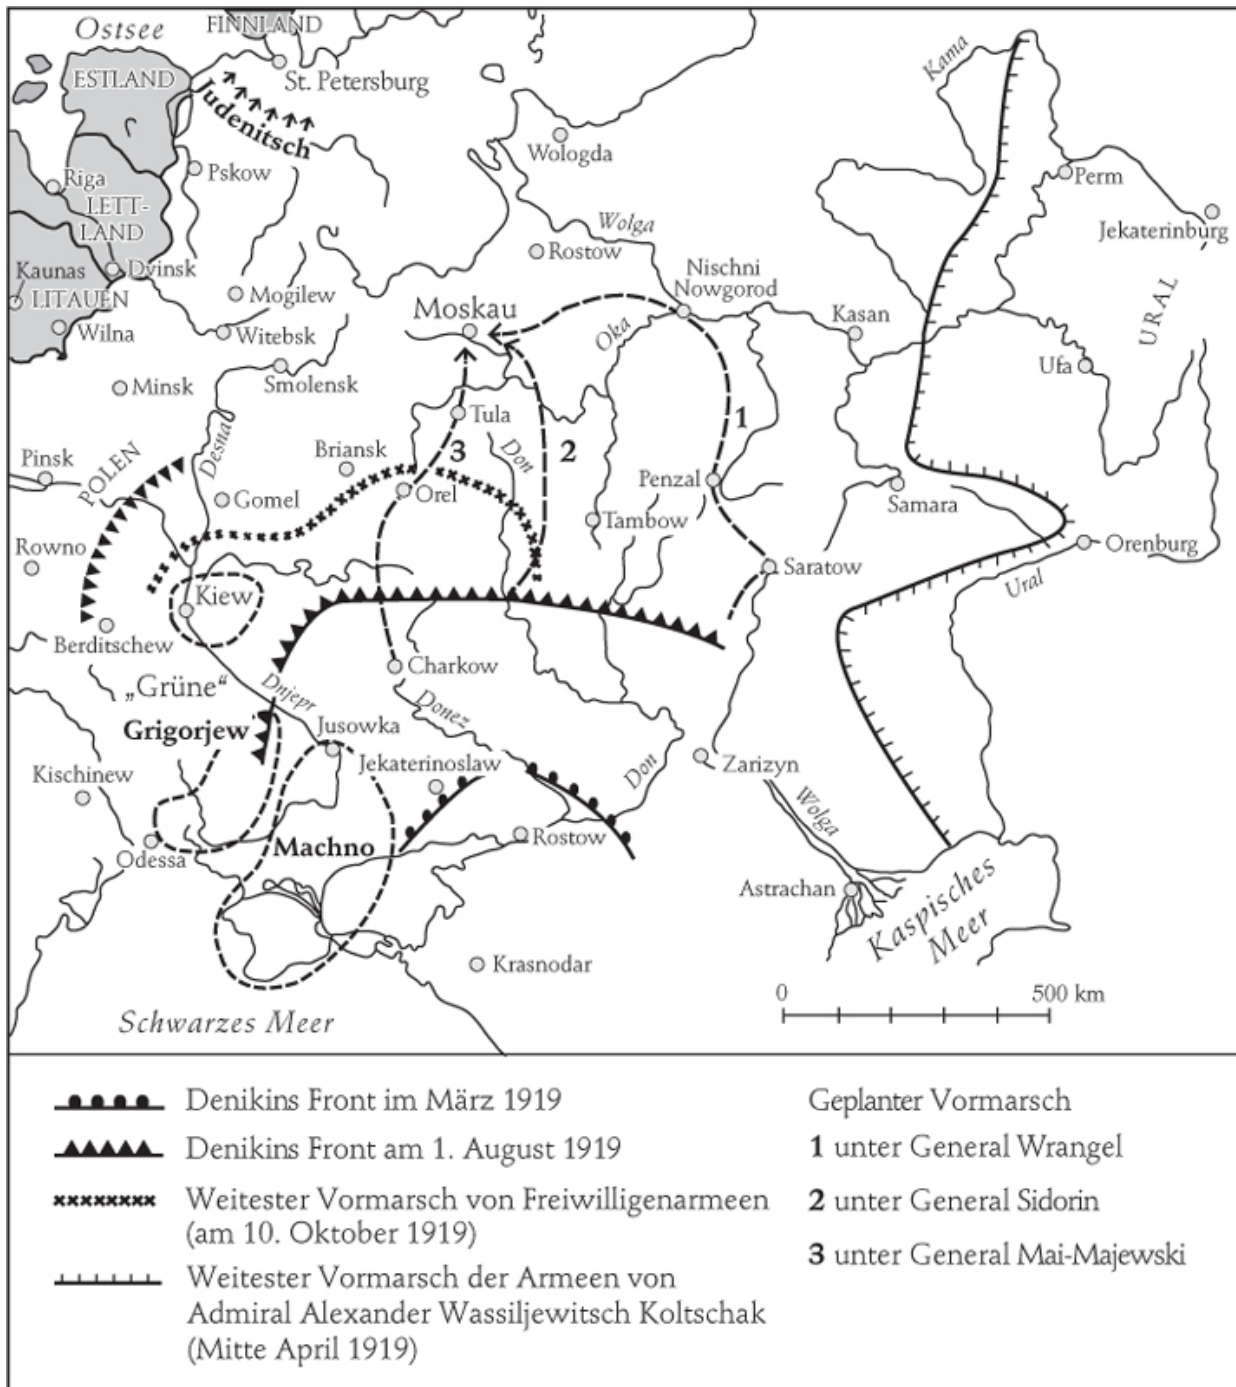 Ostsee
FINNLAND
ESTLAND
St. Petersburg
Judenitsch
Kama
Wologda
Pskow
Riga
LETT-
LAND
Perm
Jekaterinburg
Wolga
Rostow
Dvinsk
Kaunas
LITAUEN
Mogilew
Nischni
Nowgorod
Moskau
Oka
Kasan
URAL
Wilna
Witebsk
Smolensk
Minsk
Ufa
Desna
Tula
1
2
3
Don
Briansk
POLEN
Pinsk
Gomel
Orel
Penzal
Samara
Tambow
Rowno
Orenburg
Saratow
Ural
Kiew
Berditschew
Charkow
„Grüne“
Dnjepr
Donez
Grigorjew
Jusowka
Jekaterinoslaw
Don
Zarizyn
Kischinew
Wolga
Machno
Rostow
Odessa
Astrachan
Kaspisches
Meer
Krasnodar
0 500 km
Schwarzes Meer
Denikins Front im März 1919
Denikins Front am 1. August 1919
Weitester Vormarsch von Freiwilligenarmeen
(am 10. Oktober 1919)
Weitester Vormarsch der Armeen von
Admiral Alexander Wassiljewitsch Koltschak
(Mitte April 1919)
Geplanter Vormarsch
1 unter General Wrangel
2 unter General Sidorin
3 unter General Mai-Majewski